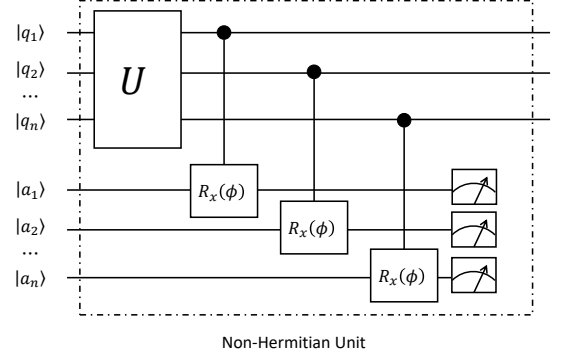 |q₁⟩
|q₂⟩
...
|qₙ⟩
U
|a₁⟩
Rₓ(ϕ)
|a₂⟩
Rₓ(ϕ)
...
|aₙ⟩
Rₓ(ϕ)
Non-Hermitian Unit